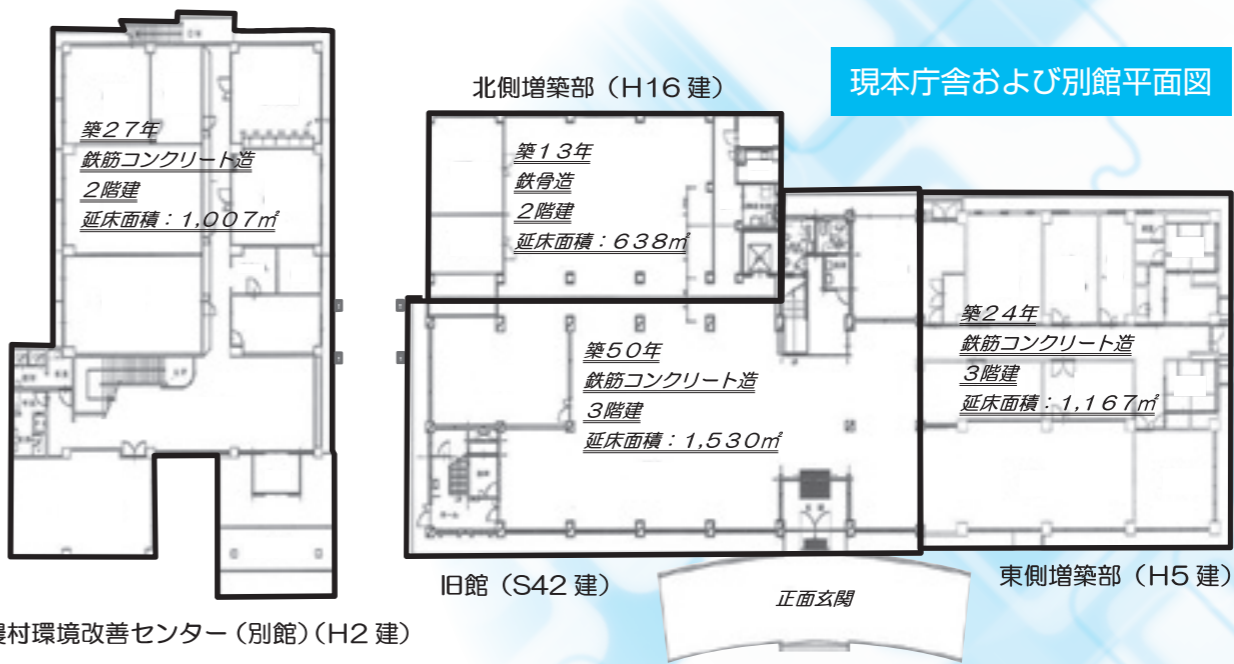 現本庁舎および別館平面図
築27年
鉄筋コンクリート造
2階建
延床面積：1,007㎡
村環境改善センター（別館）（H2建）
北側増築部（H16建）
築13年
鉄骨造
2階建
延床面積：638㎡
築50年
鉄筋コンクリート造
3階建
延床面積：1,530㎡
旧館（S42建）
築24年
鉄筋コンクリート造
3階建
延床面積：1,167㎡
東側増築部（H5建）
正面玄関